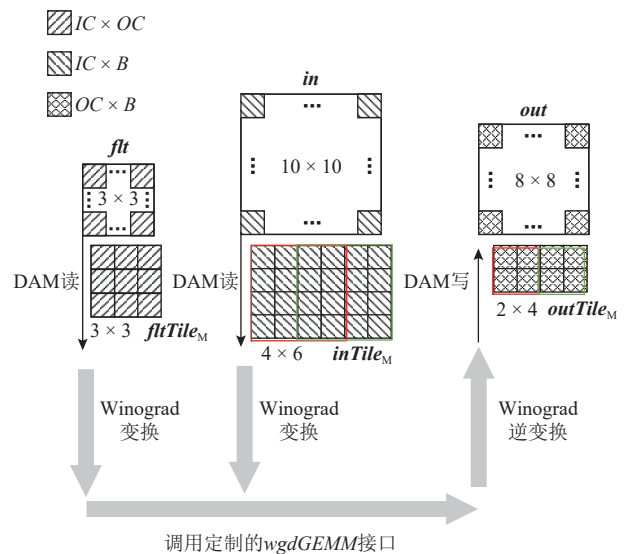 IC × OC
IC × B
OC × B
flt
3 × 3
in
10 × 10
out
8 × 8
DAM读
3 × 3 fltTileM
DAM读
4 × 6 inTileM
DAM写
2 × 4 outTileM
Winograd
变换
Winograd
变换
Winograd
逆变换
调用定制的wgdGEMM接口